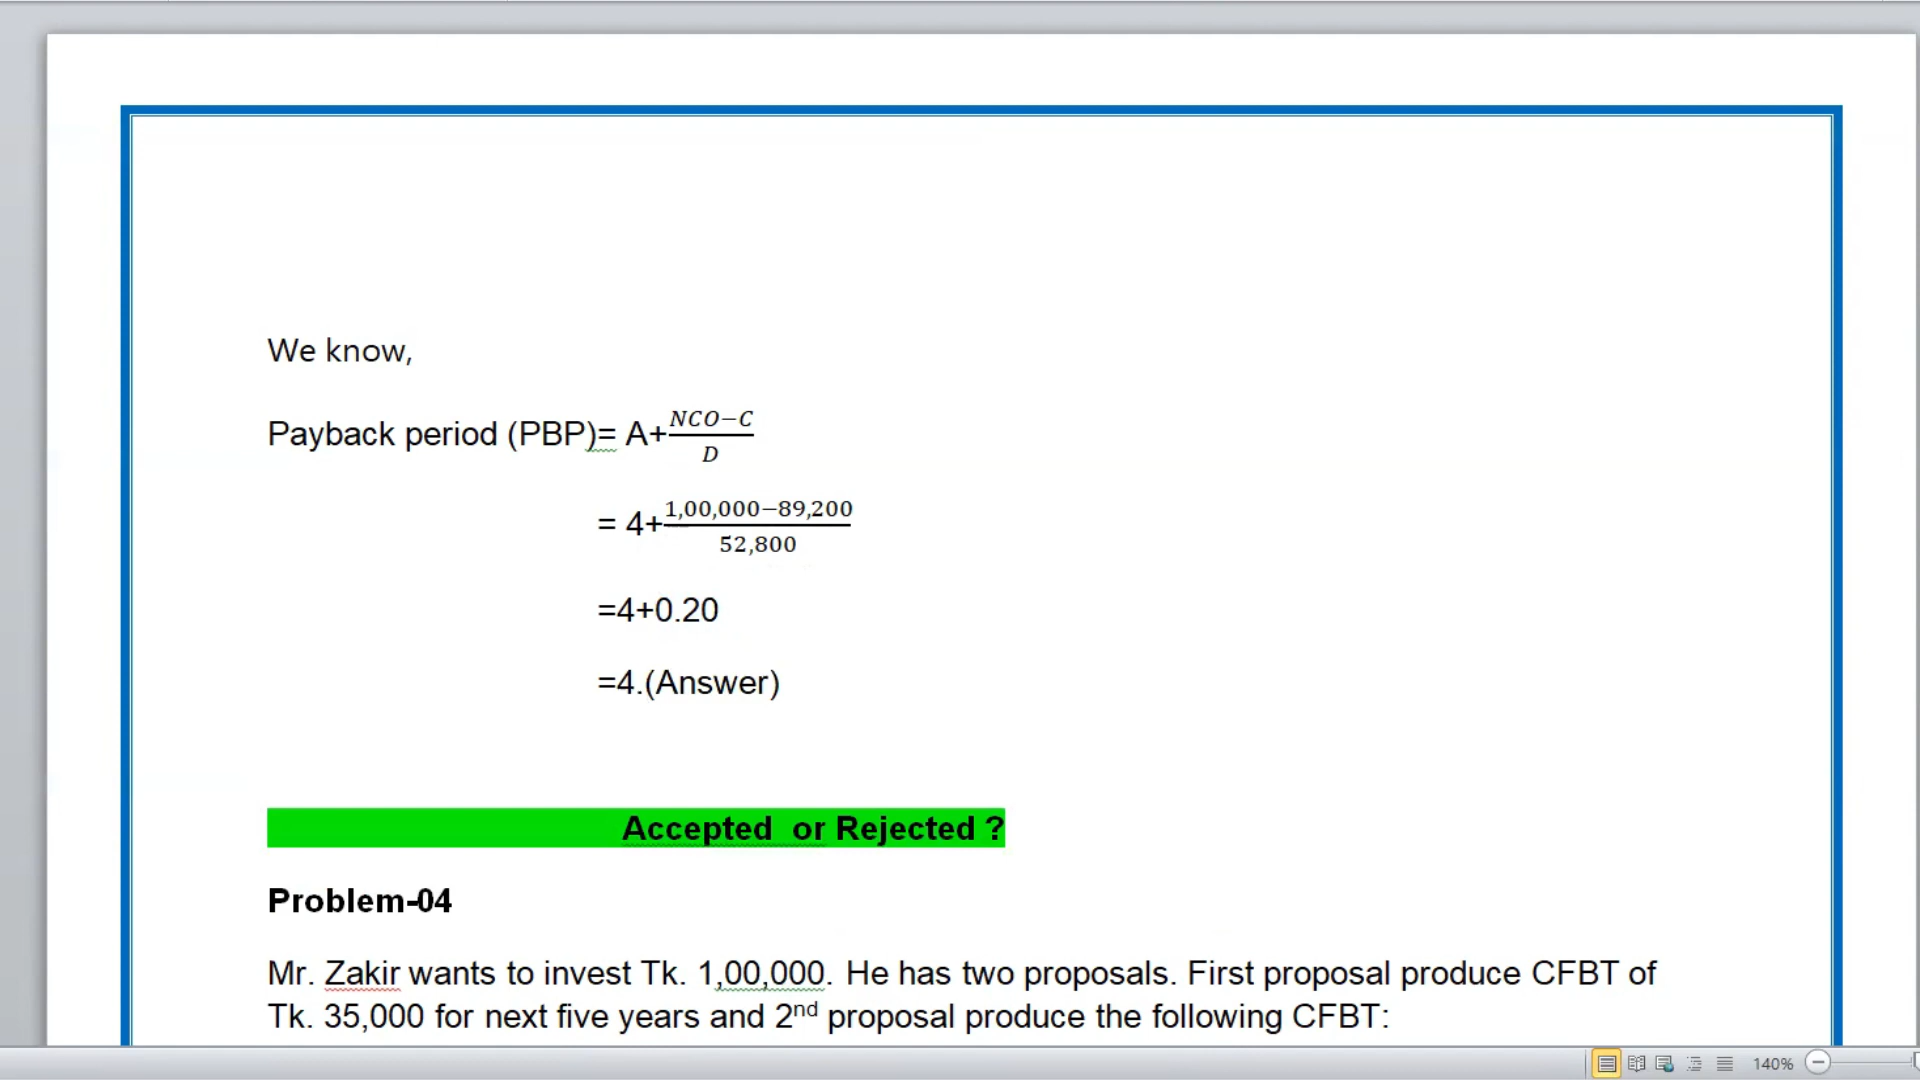 We know,
Payback period (PBP)= A+\frac{NCO−C}{D}
= 4+\frac{1,00,000−89,200}{52,800}
=4+0.20
=4.(Answer)
Accepted or Rejected ?
Problem-04
Mr. Zakir wants to invest Tk. 1,00,000. He has two proposals. First proposal produce CFBT of
Tk. 35,000 for next five years and 2nd proposal produce the following CFBT:
140%